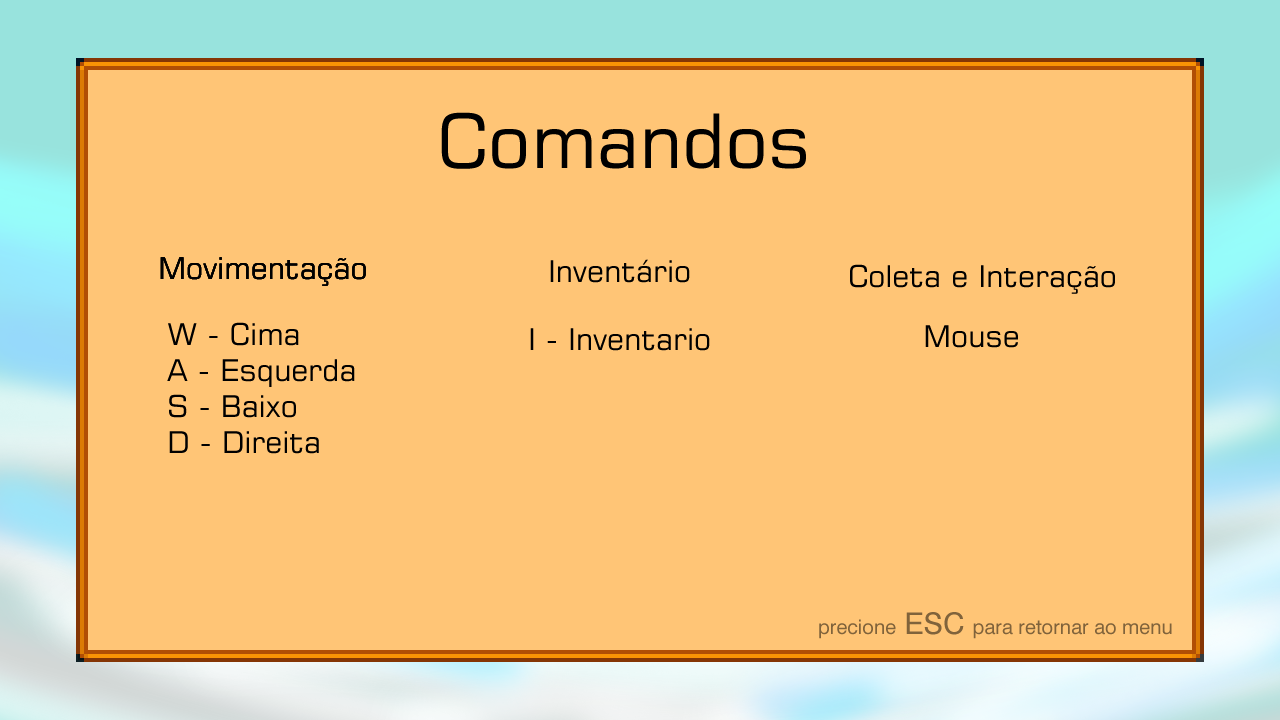 Comandos
Movimentação
W - Cima
A - Esquerda
S - Baixo
D - Direita
Inventário
I - Inventario
Coleta e Interação
Mouse
precione ESC para retornar ao menu